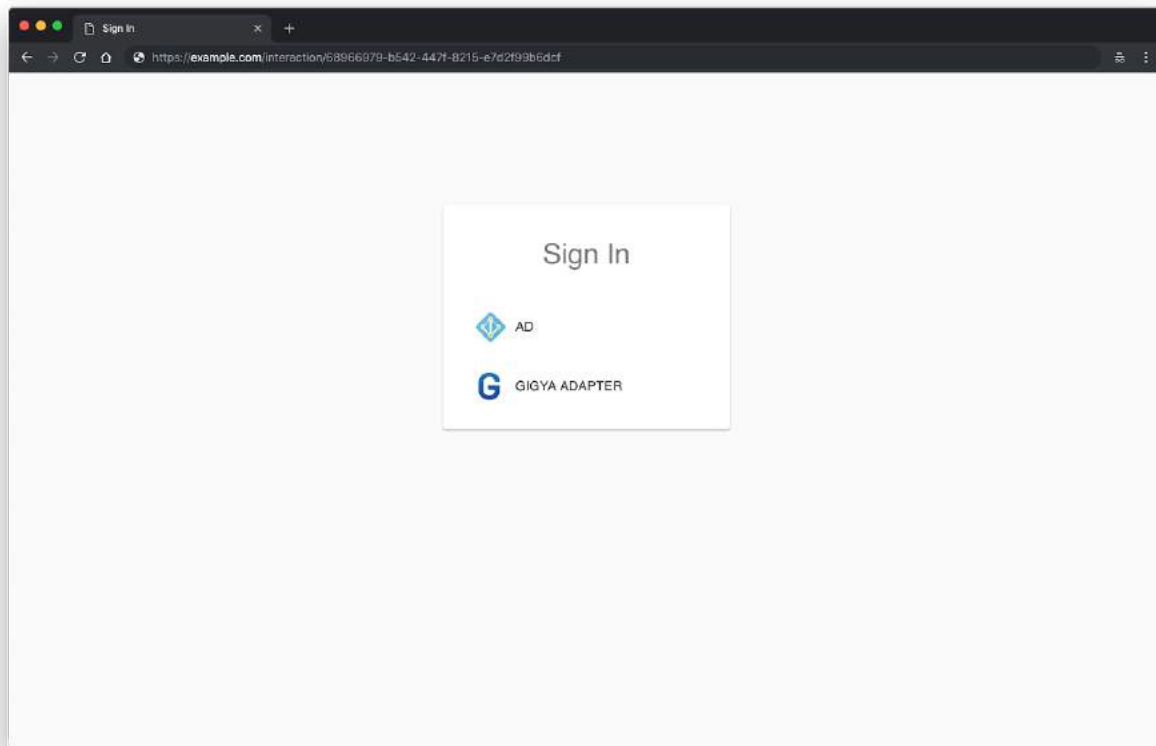 Sign In
https://example.com/interaction/68966979-b542-447f-8215-e7d2f99b6dcf
Sign In
AD
G GIGYA ADAPTER